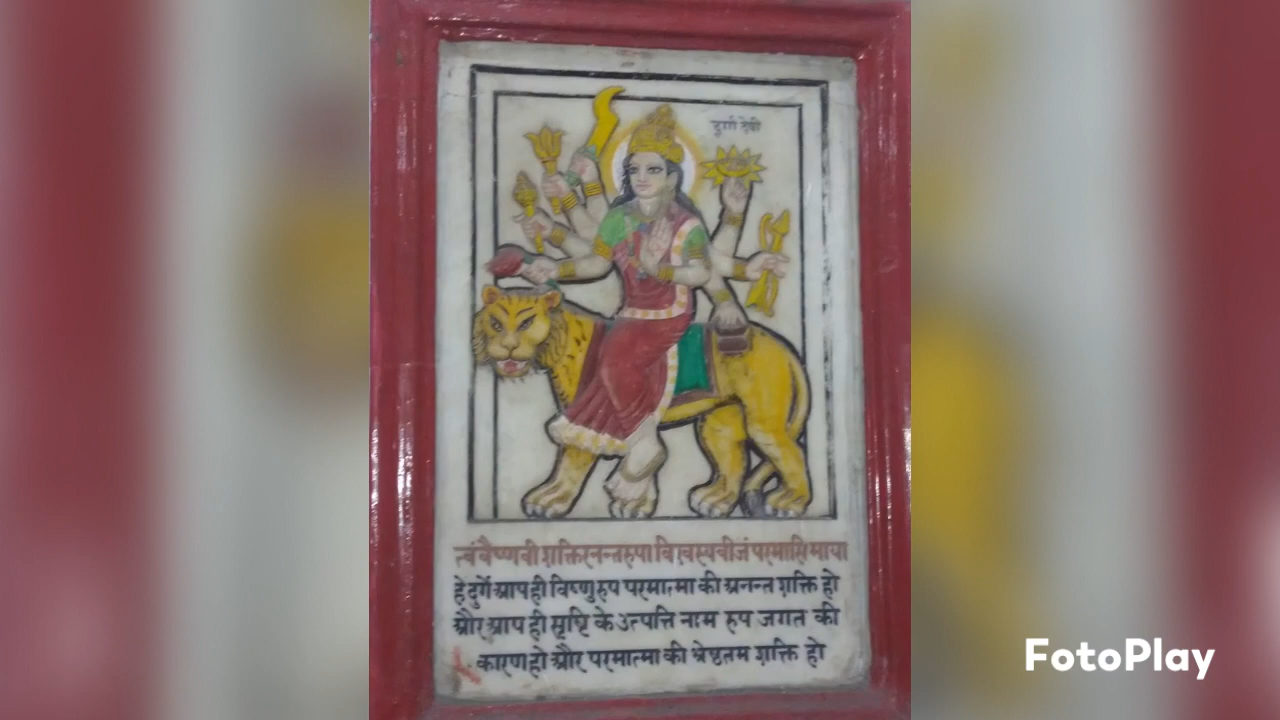 दुर्गा देवी
त्वं वैष्णवी शक्तिरनन्तरुपा विश्वस्य वीजं परमासि माया
हे दुर्गे आप ही विष्णु रुप परमात्मा की अनन्त शक्ति हो
और आप ही सृष्टि के उत्पत्ति नाम रुप जगत की
कारण हो और परमात्मा की श्रेष्ठतम शक्ति हो
FotoPlay